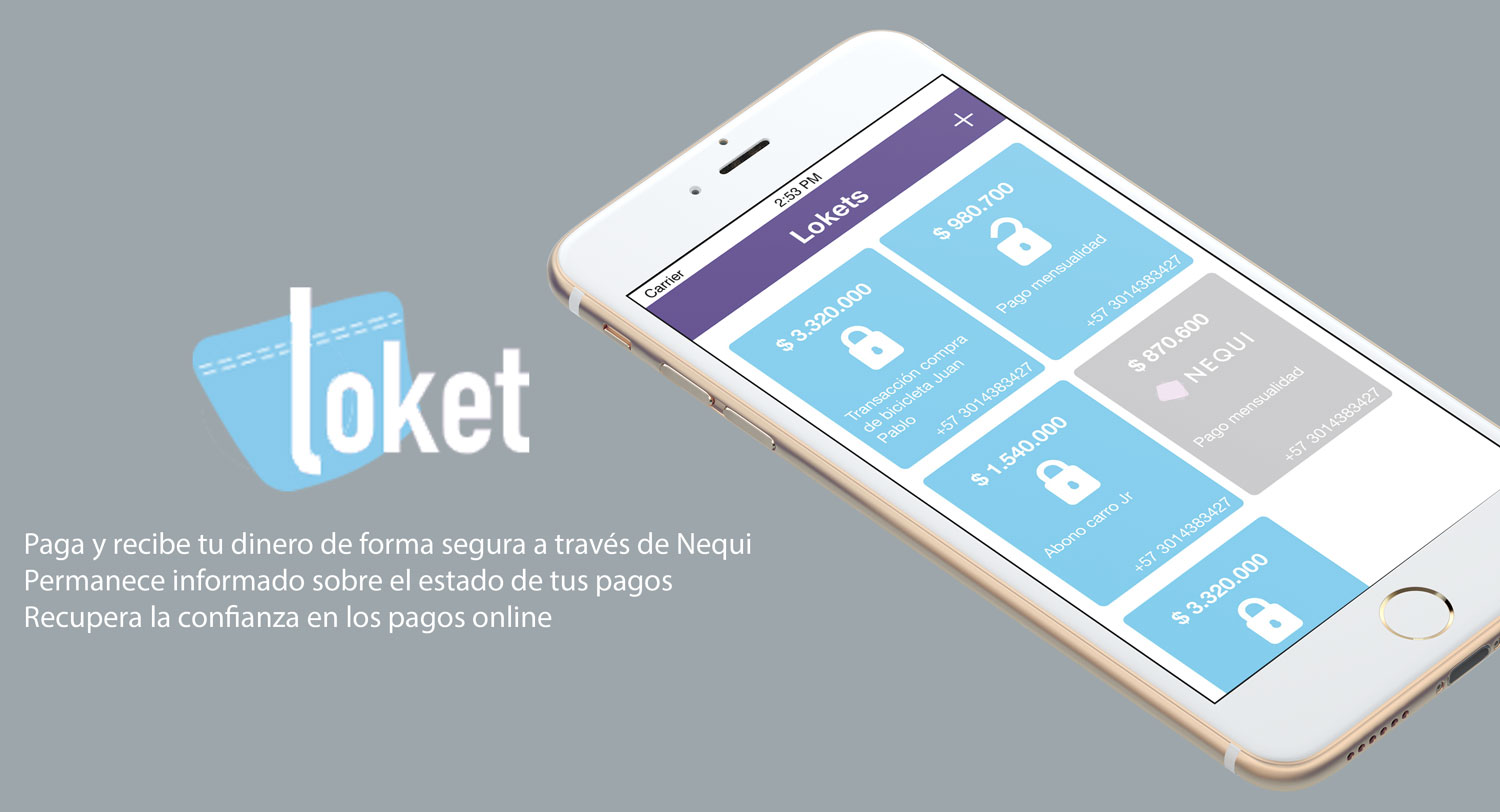 loket
Paga y recibe tu dinero de forma segura a través de Nequi
Permanece informado sobre el estado de tus pagos
Recupera la confianza en los pagos online
Carrier
2:53 PM
Lokets
+
$ 3.320.000
Transacción compra
de bicicleta Juan
Pablo
+57 3014383427
$ 980.700
Pago mensualidad
+57 3014383427
$ 1.540.000
Abono carro Jr
+57 3014383427
$ 870.600
NEQUI
Pago mensualidad
+57 3014383427
$ 3.320.000